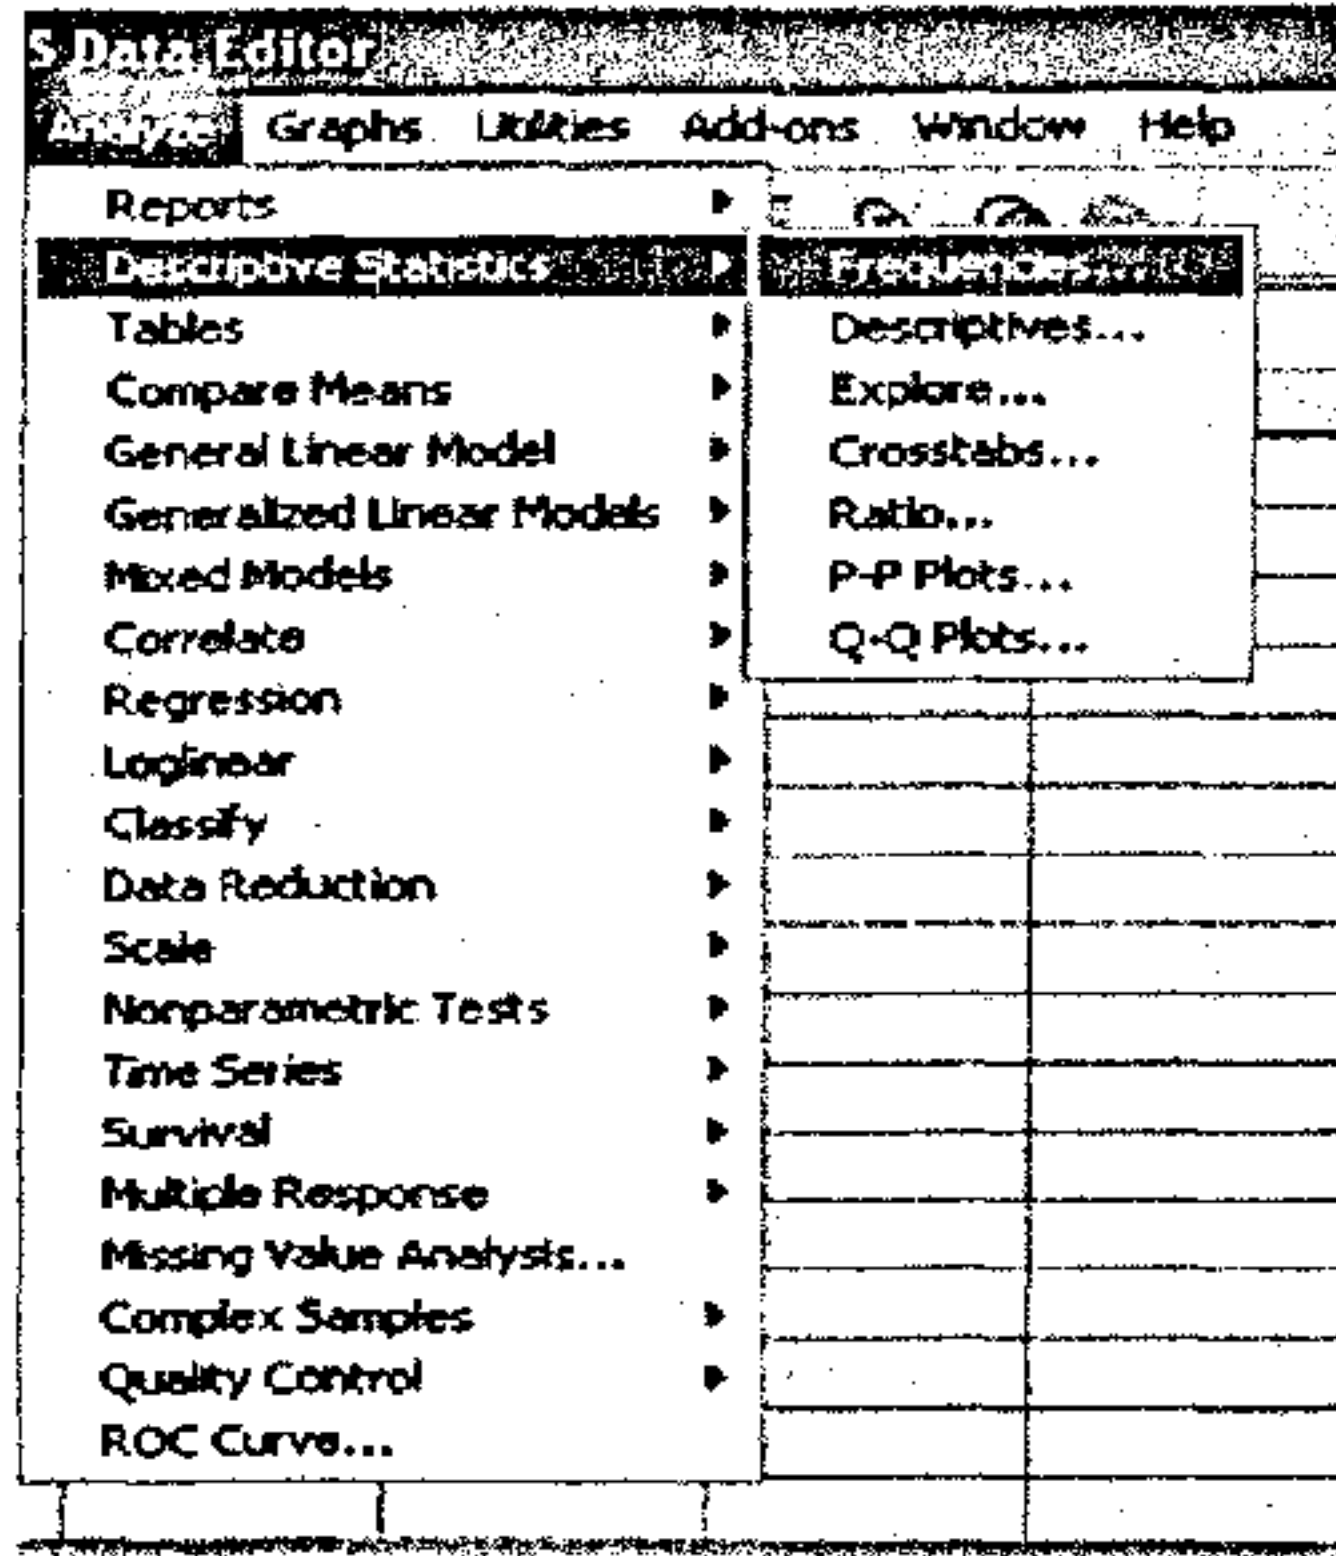 S Data Editor
Analyze Graphs Utilities Add-ons Window Help
Reports
Descriptive Statistics
Tables
Compare Means
General Linear Model
Generalized Linear Models
Mixed Models
Correlate
Regression
Loglinear
Classify
Data Reduction
Scale
Nonparametric Tests
Time Series
Survival
Multiple Response
Missing Value Analysis...
Complex Samples
Quality Control
ROC Curve...
Frequencies...
Descriptives...
Explore...
Crosstabs...
Ratio...
P-P Plots...
Q-Q Plots...